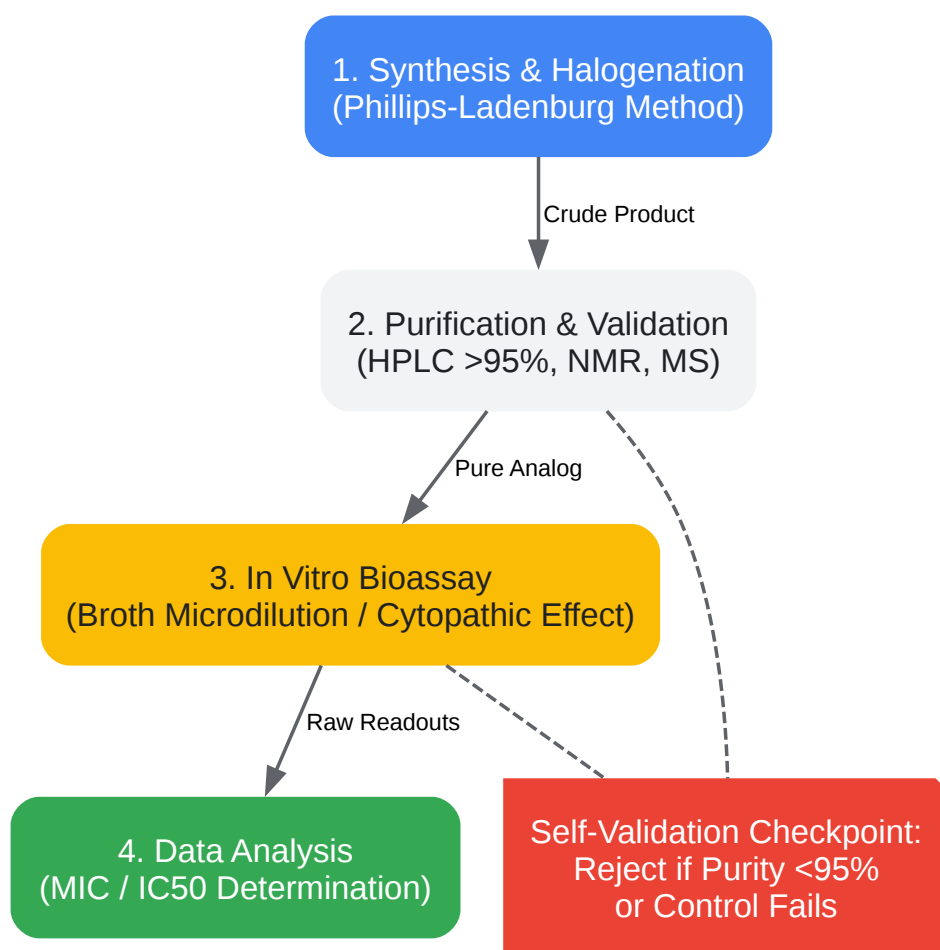 1. Synthesis & Halogenation
(Phillips-Ladenburg Method)
Crude Product
2. Purification & Validation
(HPLC >95%, NMR, MS)
Pure Analog
3. In Vitro Bioassay
(Broth Microdilution / Cytopathic Effect)
Raw Readouts
4. Data Analysis
(MIC / IC50 Determination)
Self-Validation Checkpoint:
Reject if Purity <95%
or Control Fails